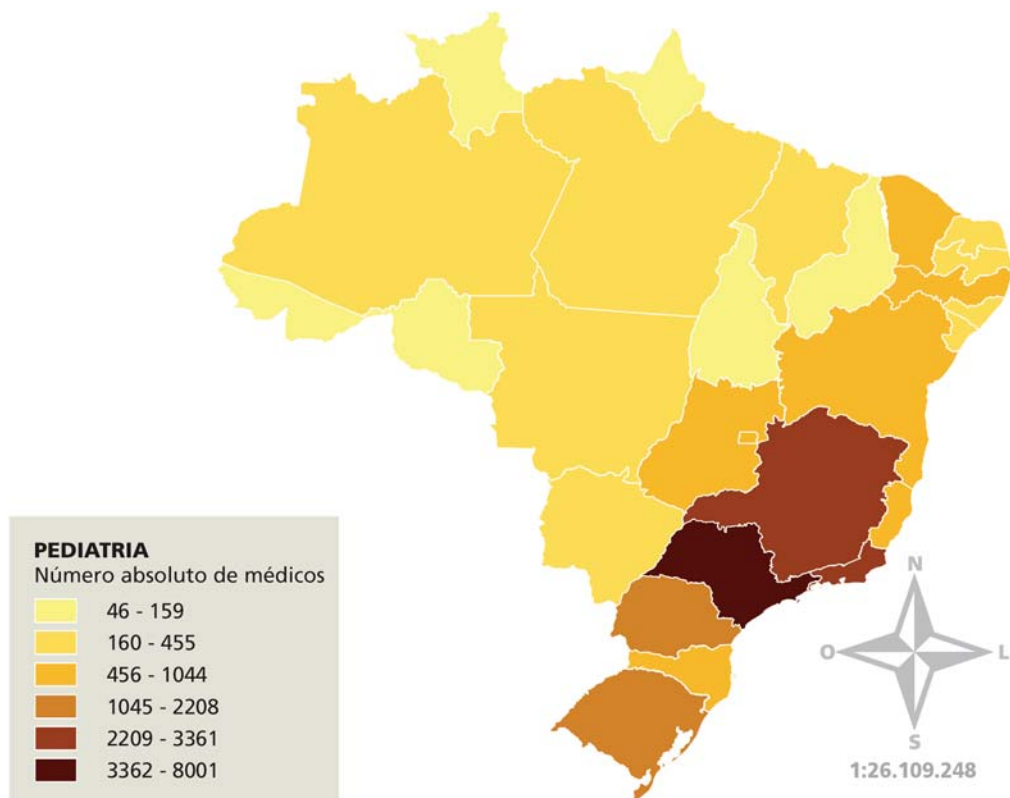 PEDIATRIA
Número absoluto de médicos
46 - 159
160 - 455
456 - 1044
1045 - 2208
2209 - 3361
3362 - 8001
N
O L
S
1:26.109.248